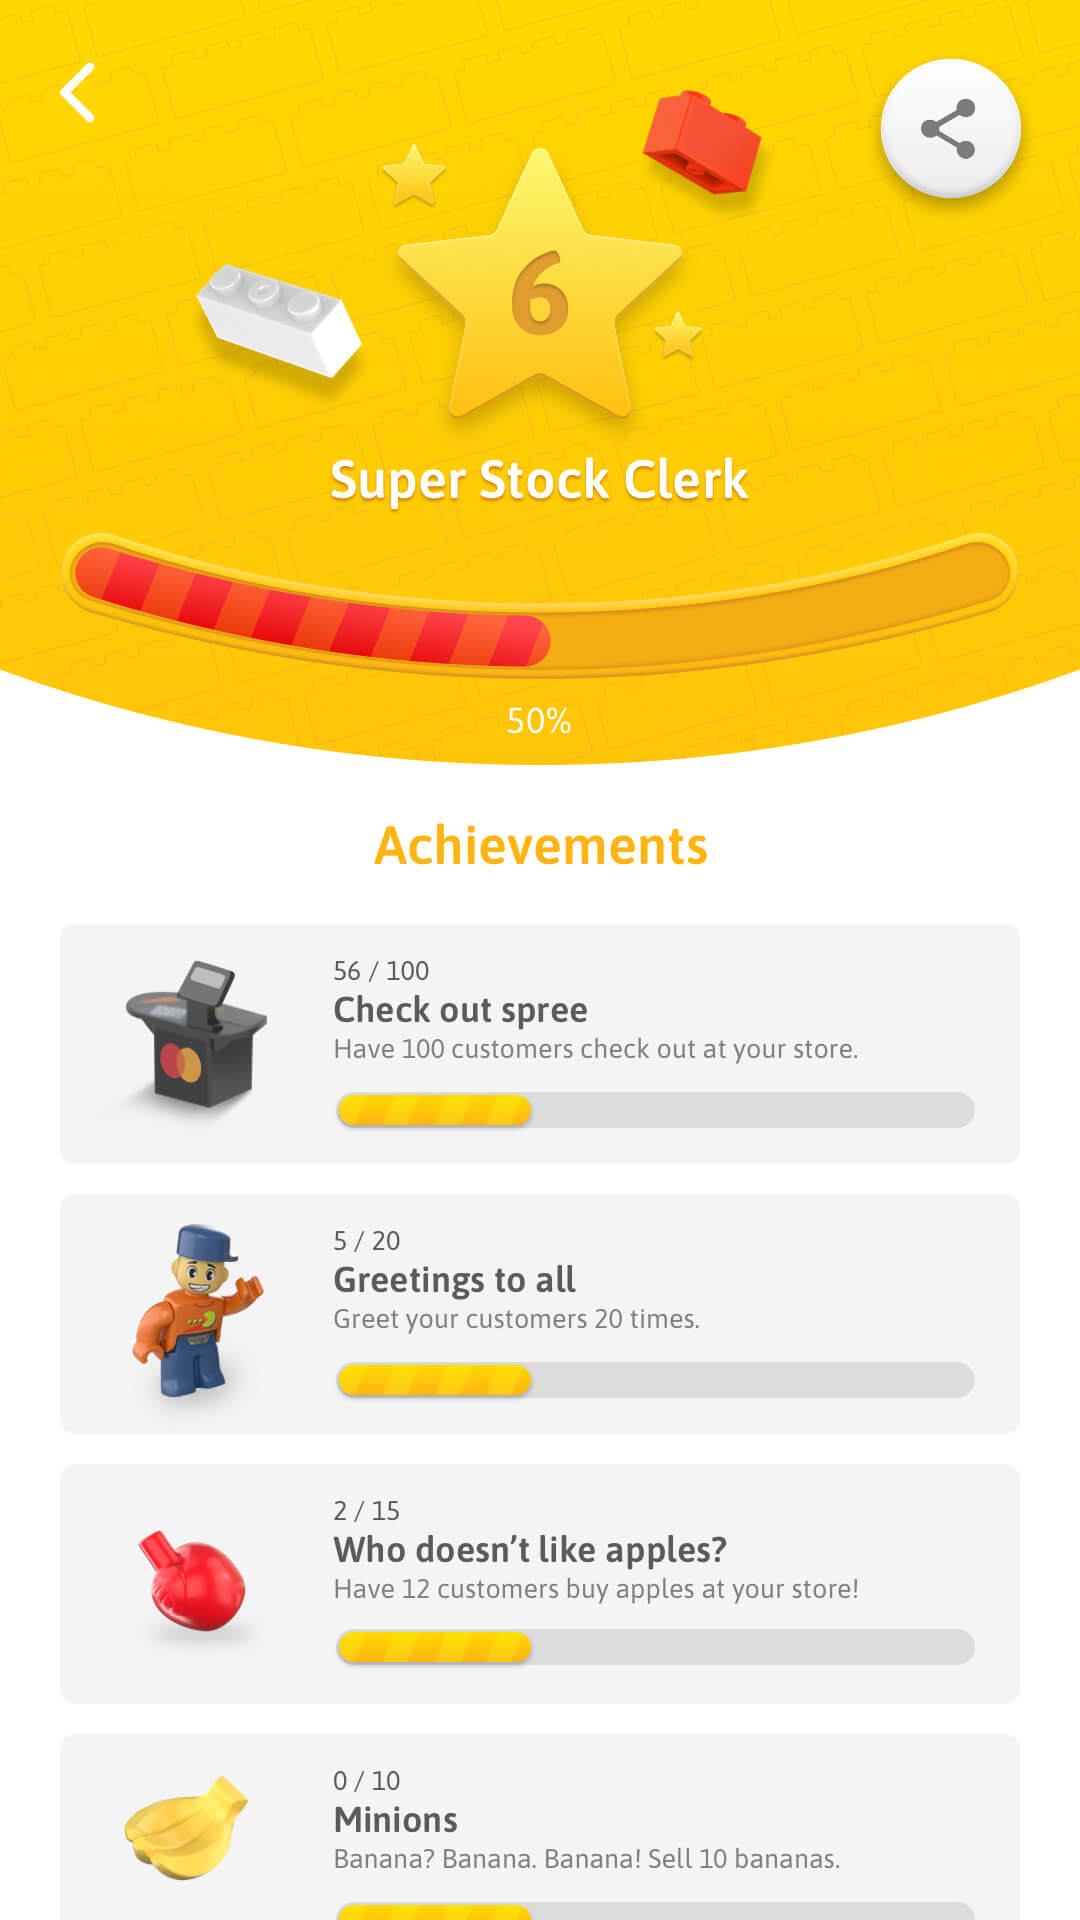 6
Super Stock Clerk
50%
Achievements
56 / 100
Check out spree
Have 100 customers check out at your store.
5 / 20
Greetings to all
Greet your customers 20 times.
2 / 15
Who doesn’t like apples?
Have 12 customers buy apples at your store!
0 / 10
Minions
Banana? Banana. Banana! Sell 10 bananas.